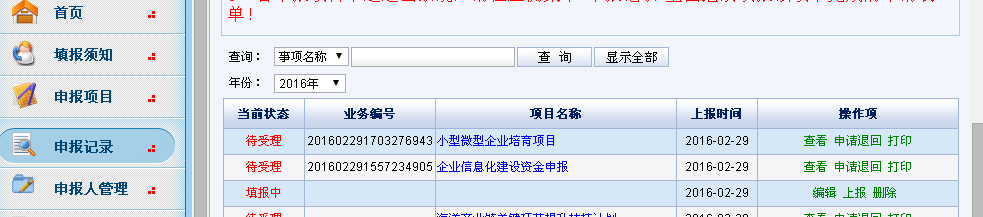 首页
填报须知
申报项目
申报记录
申报人管理
单！
查询： 事项名称 查 询 显示全部
年份： 2016年
当前状态 业务编号 项目名称 上报时间 操作项
待受理 201602291703276943 小型微型企业培育项目 2016-02-29 查看 申请退回 打印
待受理 201602291557234905 企业信息化建设资金申报 2016-02-29 查看 申请退回 打印
填报中 2016-02-29 编辑 上报 删除